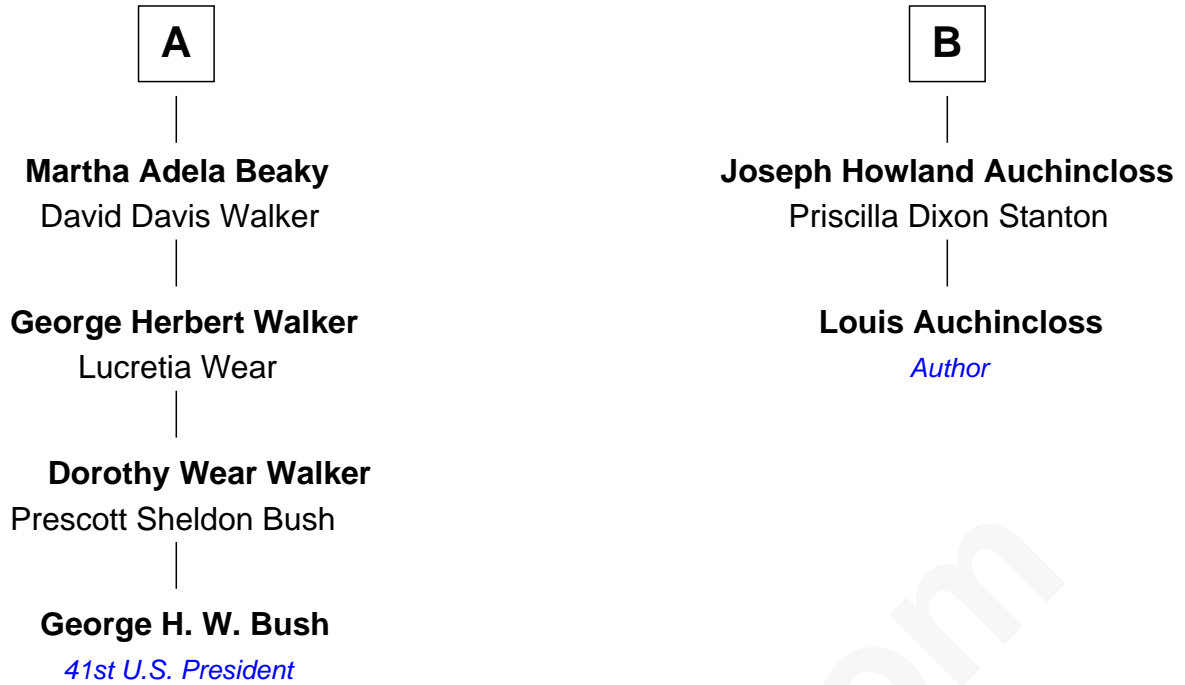 A
Martha Adela Beaky
David Davis Walker
George Herbert Walker
Lucretia Wear
Dorothy Wear Walker
Prescott Sheldon Bush
George H. W. Bush
41st U.S. President
B
Joseph Howland Auchincloss
Priscilla Dixon Stanton
Louis Auchincloss
Author
om